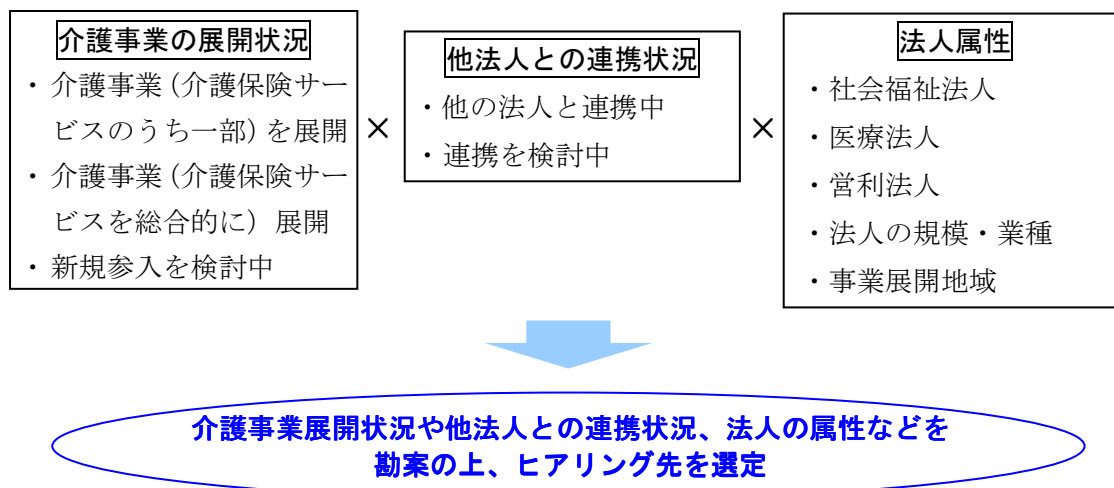 介護事業の展開状況
・介護事業（介護保険サー
ビスのうち一部）を展開
・介護事業（介護保険サー
ビスを総合的に）展開
・新規参入を検討中
×
他法人との連携状況
・他の法人と連携中
・連携を検討中
×
法人属性
・社会福祉法人
・医療法人
・営利法人
・法人の規模・業種
・事業展開地域
介護事業展開状況や他法人との連携状況、法人の属性などを
勘案の上、ヒアリング先を選定